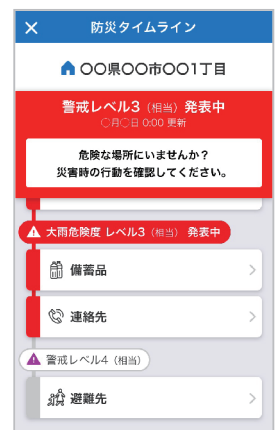 防災タイムライン
〇〇県〇〇市〇〇1丁目
警戒レベル3（相当）発表中
〇月〇日 0:00 更新
危険な場所にいませんか？
災害時の行動を確認してください。
大雨危険度 レベル3（相当）発表中
備蓄品
連絡先
警戒レベル4（相当）
避難先